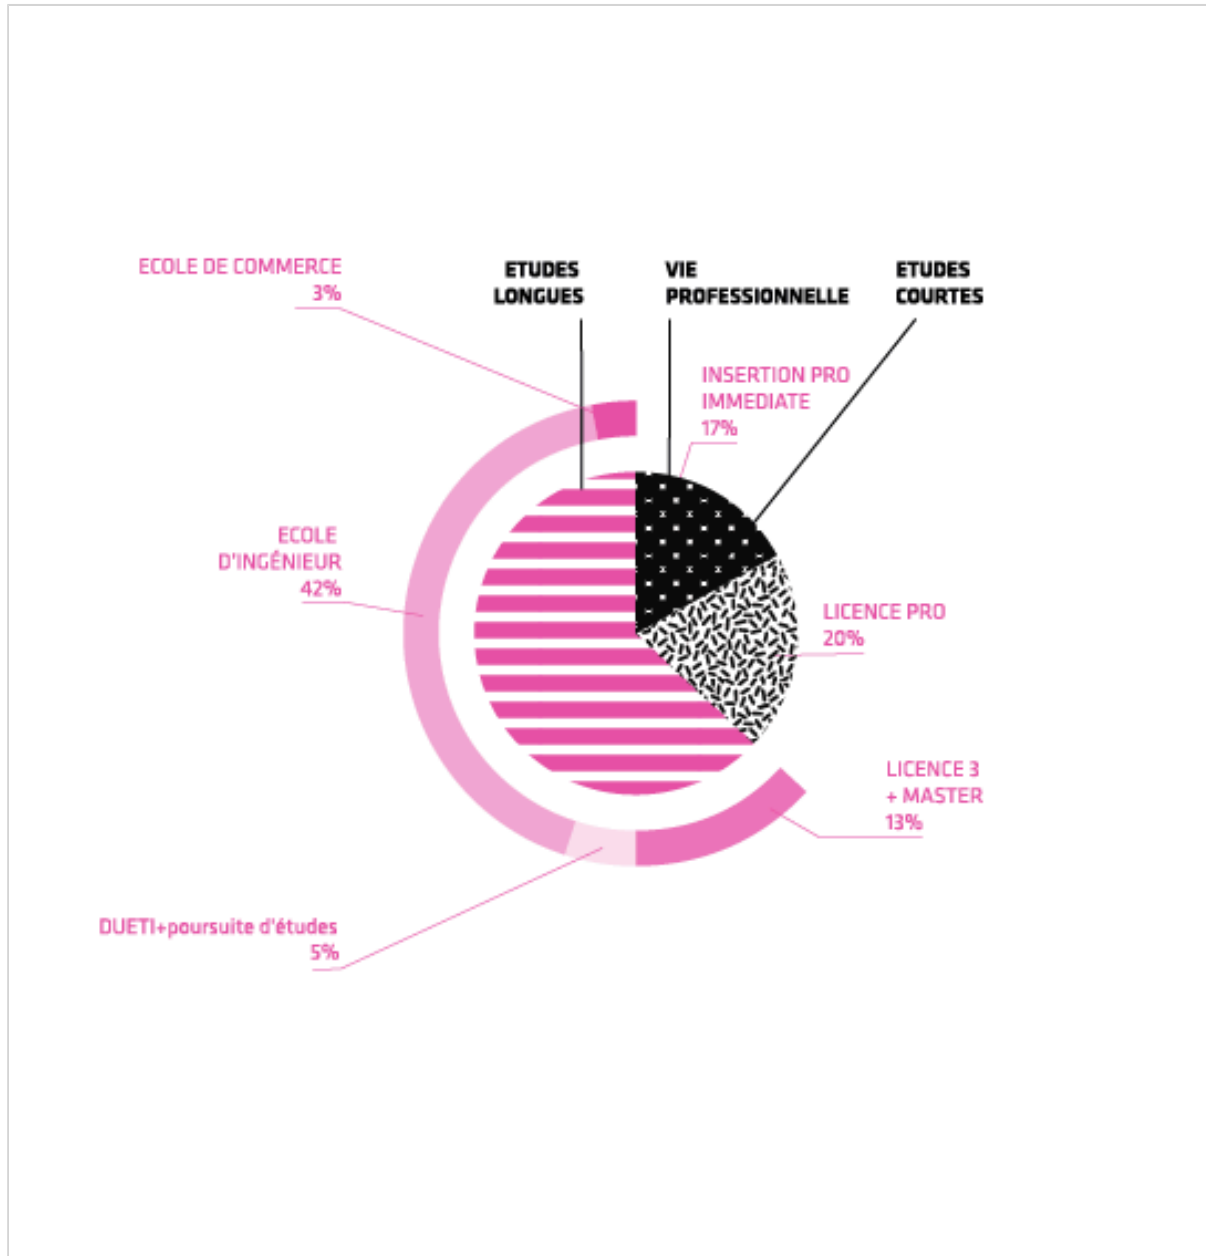 ECOLE DE COMMERCE
3%
ETUDES
LONGUES
VIE
PROFESSIONNELLE
ETUDES
COURTES
INSERTION PRO
IMMEDIATE
17%
ECOLE
D'INGÉNIEUR
42%
LICENCE PRO
20%
LICENCE 3
+ MASTER
13%
DUETI+poursuite d'études
5%